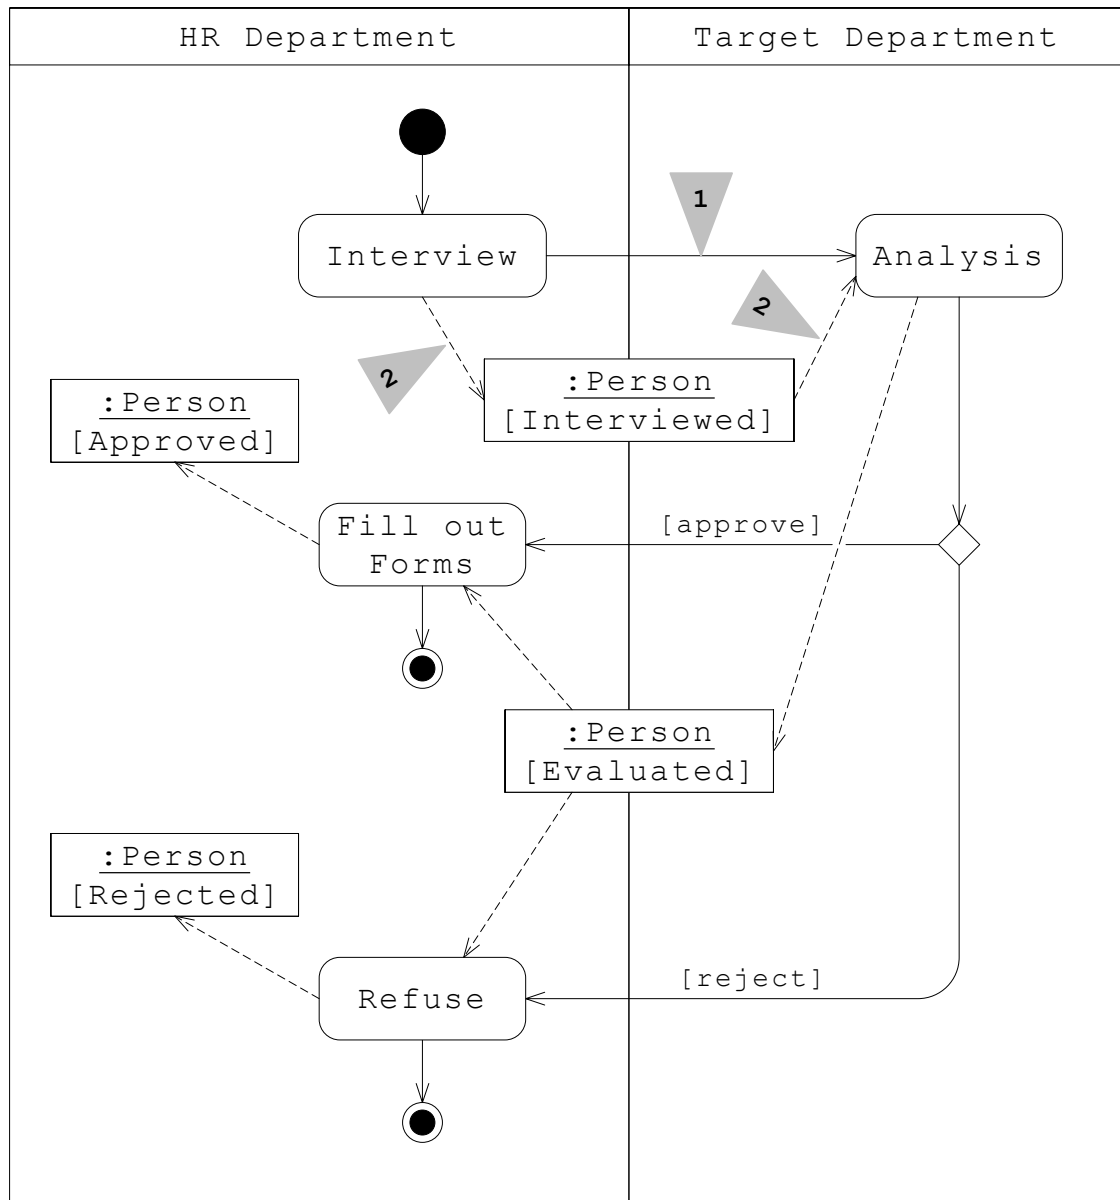 HR Department
Target Department
1
Interview
Analysis
2
2
:Person
[Interviewed]
:Person
[Approved]
Fill out
Forms
[approve]
:Person
[Evaluated]
:Person
[Rejected]
Refuse
[reject]